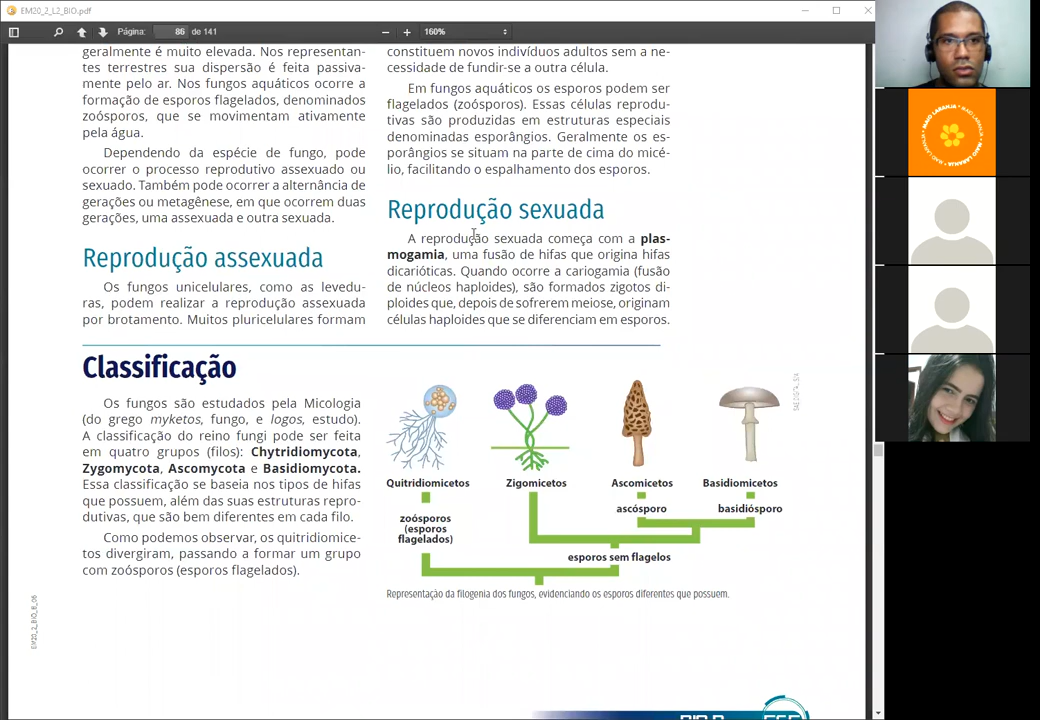 EM20_2_L2_BIO.pdf
Página: 86 de 141
160%
geralmente é muito elevada. Nos representan-
tes terrestres sua dispersão é feita passiva-
mente pelo ar. Nos fungos aquáticos ocorre a
formação de esporos flagelados, denominados
zoósporos, que se movimentam ativamente
pela água.
Dependendo da espécie de fungo, pode
ocorrer o processo reprodutivo assexuado ou
sexuado. Também pode ocorrer a alternância de
gerações ou metagênese, em que ocorrem duas
gerações, uma assexuada e outra sexuada.
Reprodução assexuada
Os fungos unicelulares, como as levedu-
ras, podem realizar a reprodução assexuada
por brotamento. Muitos pluricelulares formam
constituem novos indivíduos adultos sem a ne-
cessidade de fundir-se a outra célula.
Em fungos aquáticos os esporos podem ser
flagelados (zoósporos). Essas células reprodu-
tivas são produzidas em estruturas especiais
denominadas esporângios. Geralmente os es-
porângios se situam na parte de cima do micé-
lio, facilitando o espalhamento dos esporos.
Reprodução sexuada
A reprodução sexuada começa com a plas-
mogamia, uma fusão de hifas que origina hifas
dicarióticas. Quando ocorre a cariogamia (fusão
de núcleos haploides), são formados zigotos di-
ploides que, depois de sofrerem meiose, originam
células haploides que se diferenciam em esporos.
Classificação
Os fungos são estudados pela Micologia
(do grego myketos, fungo, e logos, estudo).
A classificação do reino fungi pode ser feita
em quatro grupos (filos): Chytridiomycota,
Zygomycota, Ascomycota e Basidiomycota.
Essa classificação se baseia nos tipos de hifas
que possuem, além das suas estruturas repro-
dutivas, que são bem diferentes em cada filo.
Como podemos observar, os quitridiomice-
tos divergiram, passando a formar um grupo
com zoósporos (esporos flagelados).
Quitridiomicetos
Zigomicetos
Ascomicetos
Basidiomicetos
zoósporos
(esporos
flagelados)
ascósporo
basidiósporo
esporos sem flagelos
Representação da filogenia dos fungos, evidenciando os esporos diferentes que possuem.
MAIO LARANJA
MAIO LARANJA